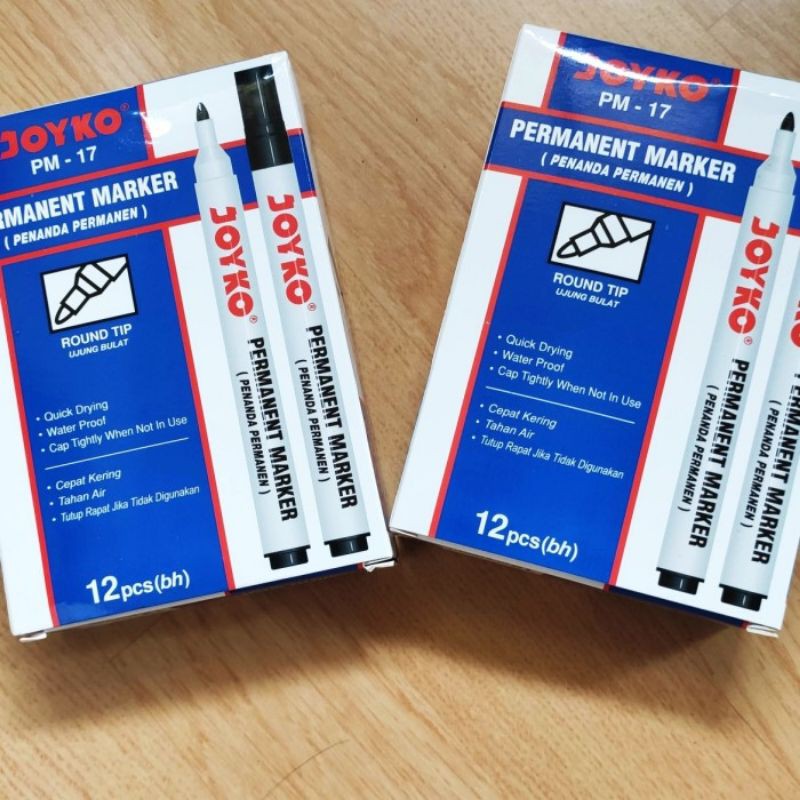 JOYKO®
PM - 17
RMANENT MARKER
( PENANDA PERMANEN )
ROUND TIP
UJUNG BULAT
• Quick Drying
• Water Proof
• Cap Tightly When Not In Use
• Cepat Kering
• Tahan Air
• Tutup Rapat Jika Tidak Digunakan
12pcs(bh)
JOYKO®
PERMANENT MARKER
( PENANDA PERMANEN )
JOYKO®
PERMANENT MARKER
( PENANDA PERMANEN )
JOYKO®
PM - 17
PERMANENT MARKER
( PENANDA PERMANEN )
ROUND TIP
UJUNG BULAT
• Quick Drying
• Water Proof
• Cap Tightly When Not In Use
• Cepat Kering
• Tahan Air
• Tutup Rapat Jika Tidak Digunakan
12pcs(bh)
JOYKO®
PERMANENT MARKER
( PENANDA PERMANEN )
PERMANENT MARKER
( PENANDA PERMANEN )